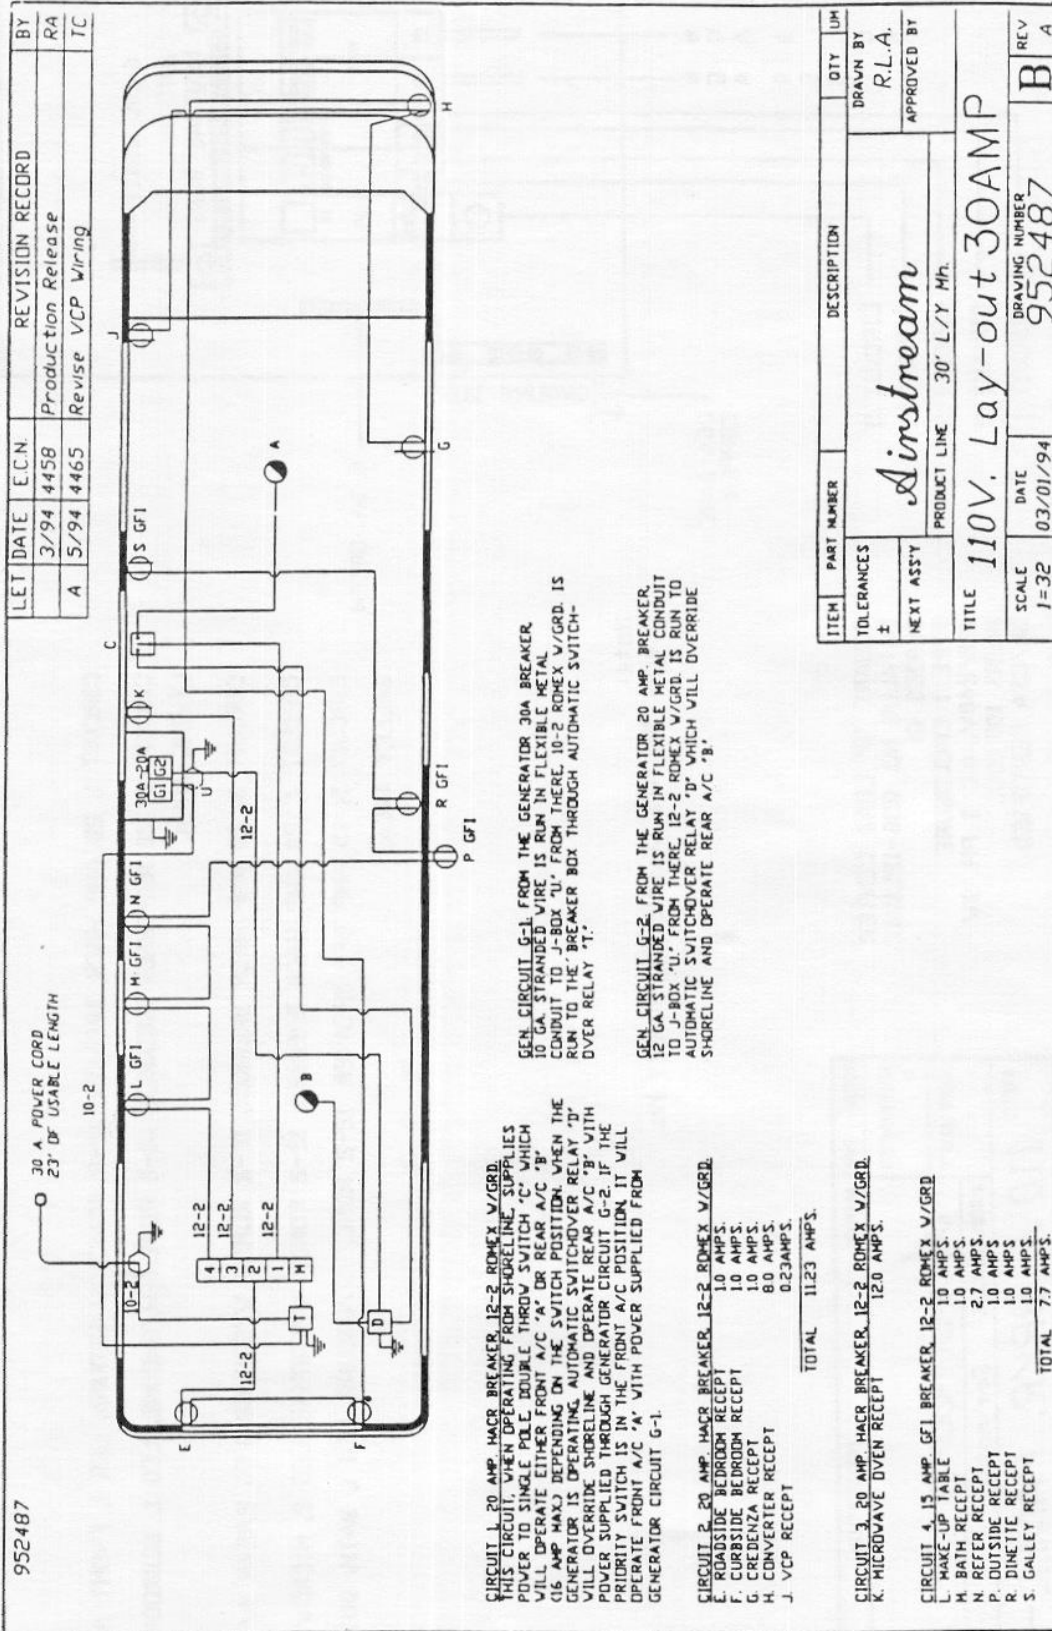 952487
LET DATE E.C.N. REVISION RECORD BY
3/94 4458 Production Release RA
A 5/94 4465 Revise VCP Wiring TC
30 A POWER CORD
23' OF USABLE LENGTH
10-2
10-2
12-2
12-2
12-2
12-2
12-2
4
3
2
1
M
T
D
B
A
E
F
L GFI
M GFI
N GFI
30A-20A
G1 G2
U
K
C
S GFI
J
H
G
R GFI
P GFI
CIRCUIT 1, 20 AMP. HACR BREAKER, 12-2 ROMEX W/GRD.
THIS CIRCUIT, WHEN OPERATING FROM SHORELINE, SUPPLIES
POWER TO SINGLE POLE, DOUBLE THROW SWITCH "C" WHICH
WILL OPERATE EITHER FRONT A/C "A" OR REAR A/C "B"
(16 AMP MAX.) DEPENDING ON THE SWITCH POSITION. WHEN THE
GENERATOR IS OPERATING, AUTOMATIC SWITCHOVER RELAY "D"
WILL OVERRIDE SHORELINE AND OPERATE REAR A/C "B" WITH
POWER SUPPLIED THROUGH GENERATOR CIRCUIT G-2. IF THE
PRIORITY SWITCH IS IN THE FRONT A/C POSITION, IT WILL
OPERATE FRONT A/C "A" WITH POWER SUPPLIED FROM
GENERATOR CIRCUIT G-1.
CIRCUIT 2, 20 AMP. HACR BREAKER, 12-2 ROMEX W/GRD.
E. ROADSIDE BEDROOM RECEPT 1.0 AMPS.
F. CURBSIDE BEDROOM RECEPT 1.0 AMPS.
G. CREDENZA RECEPT 1.0 AMPS.
H. CONVERTER RECEPT 8.0 AMPS.
J. VCP RECEPT 0.23AMPS.
TOTAL 11.23 AMPS.
CIRCUIT 3, 20 AMP. HACR BREAKER, 12-2 ROMEX W/GRD.
K. MICROWAVE OVEN RECEPT 12.0 AMPS.
CIRCUIT 4, 15 AMP. GFI BREAKER, 12-2 ROMEX W/GRD
L. MAKE-UP TABLE 1.0 AMPS.
M. BATH RECEPT 1.0 AMPS.
N. REFER RECEPT 2.7 AMPS.
P. OUTSIDE RECEPT 1.0 AMPS
R. DINETTE RECEPT 1.0 AMPS
S. GALLEY RECEPT 1.0 AMPS.
TOTAL 7.7 AMPS.
GEN. CIRCUIT G-1. FROM THE GENERATOR 30A BREAKER,
10 GA. STRANDED WIRE IS RUN IN FLEXIBLE METAL
CONDUIT TO J-BOX "U." FROM THERE, 10-2 ROMEX W/GRD. IS
RUN TO THE BREAKER BOX THROUGH AUTOMATIC SWITCH-
OVER RELAY "T."
GEN. CIRCUIT G-2. FROM THE GENERATOR 20 AMP. BREAKER,
12 GA. STRANDED WIRE IS RUN IN FLEXIBLE METAL CONDUIT
TO J-BOX "U." FROM THERE, 12-2 ROMEX W/GRD. IS RUN TO
AUTOMATIC SWITCHOVER RELAY "D" WHICH WILL OVERRIDE
SHORELINE AND OPERATE REAR A/C "B."
ITEM PART NUMBER DESCRIPTION QTY UM
TOLERANCES
±
NEXT ASS'Y
Airstream
PRODUCT LINE 30' L/Y Mh.
DRAWN BY
R.L.A.
APPROVED BY
TITLE 110V. Lay-out 30AMP
SCALE
1=32
DATE
03/01/94
DRAWING NUMBER
952487
B
REV
A